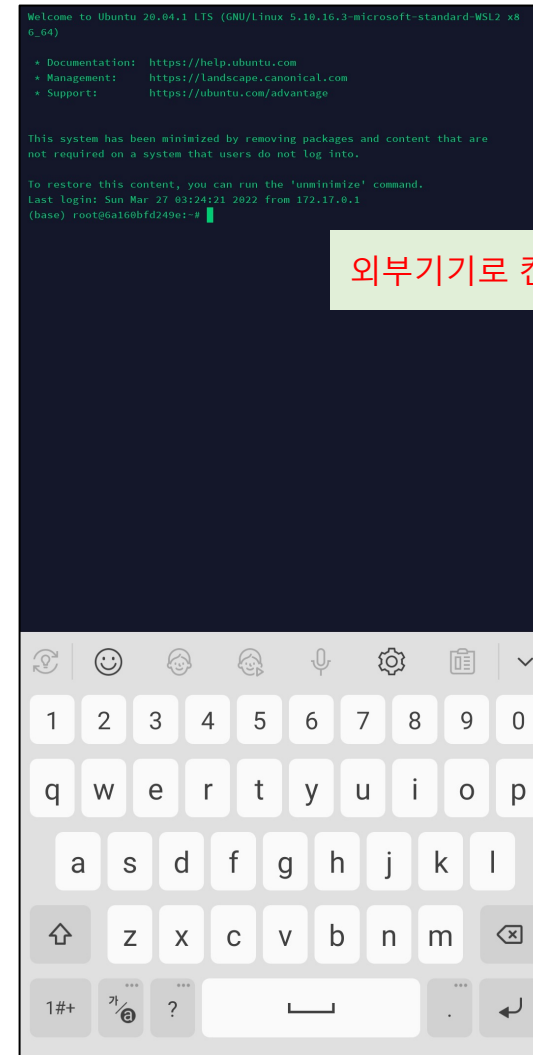 Welcome to Ubuntu 20.04.1 LTS (GNU/Linux 5.10.16.3-microsoft-standard-WSL2 x8
6_64)
* Documentation: https://help.ubuntu.com
* Management: https://landscape.canonical.com
* Support: https://ubuntu.com/advantage
This system has been minimized by removing packages and content that are
not required on a system that users do not log into.
To restore this content, you can run the 'unminimize' command.
Last login: Sun Mar 27 03:24:21 2022 from 172.17.0.1
(base) root@6a160bfd249e:~#
외부기기로
1 2 3 4 5 6 7 8 9 0
q w e r t y u i o p
a s d f g h j k l
z x c v b n m
1#+ 가/a ? .